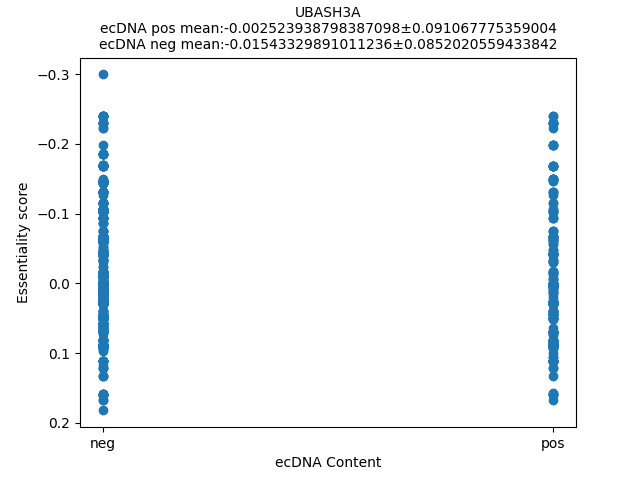 UBASH3A
ecDNA pos mean:-0.002523938798387098±0.091067775359004
ecDNA neg mean:-0.01543329891011236±0.0852020559433842
−0.3
−0.2
−0.1
0.0
0.1
0.2
Essentiality score
neg
pos
ecDNA Content